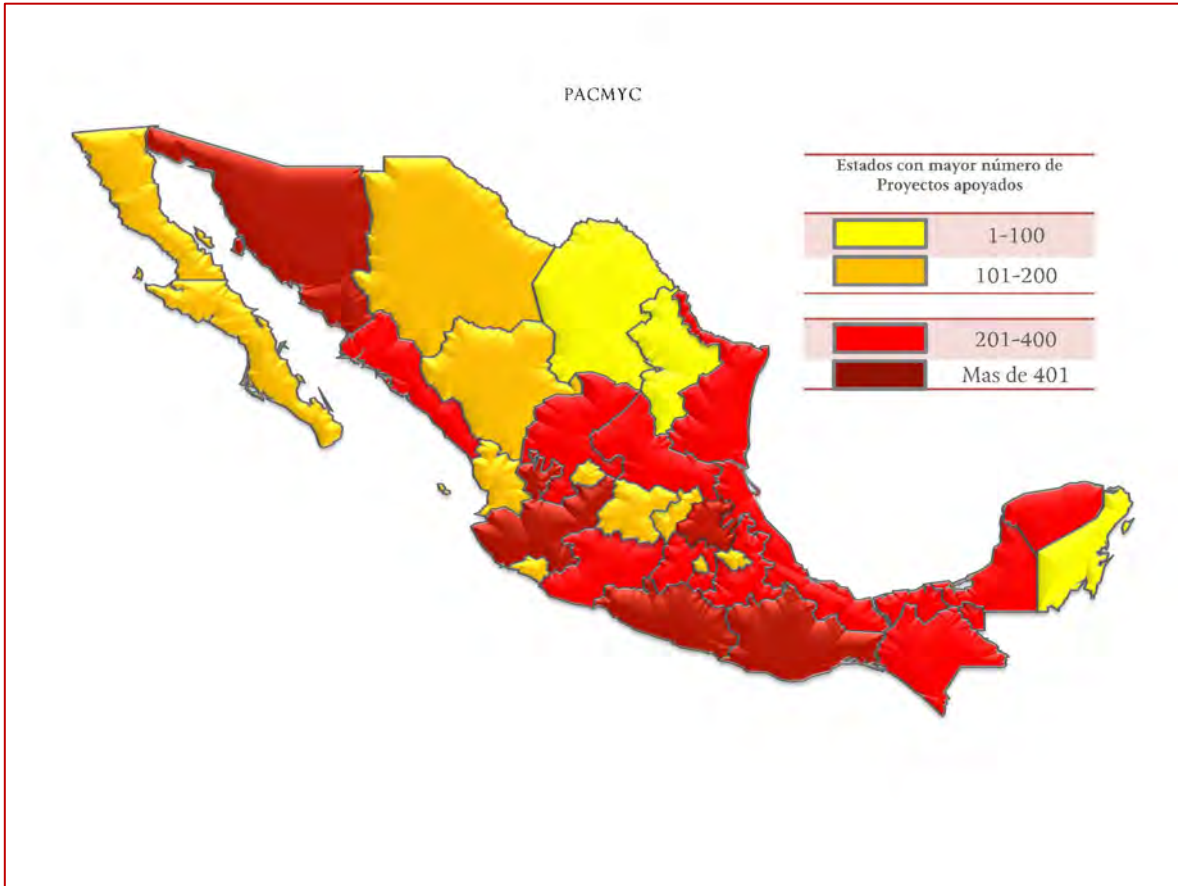 PACMYC
Estados con mayor número de
Proyectos apoyados
1-100
101-200
201-400
Mas de 401